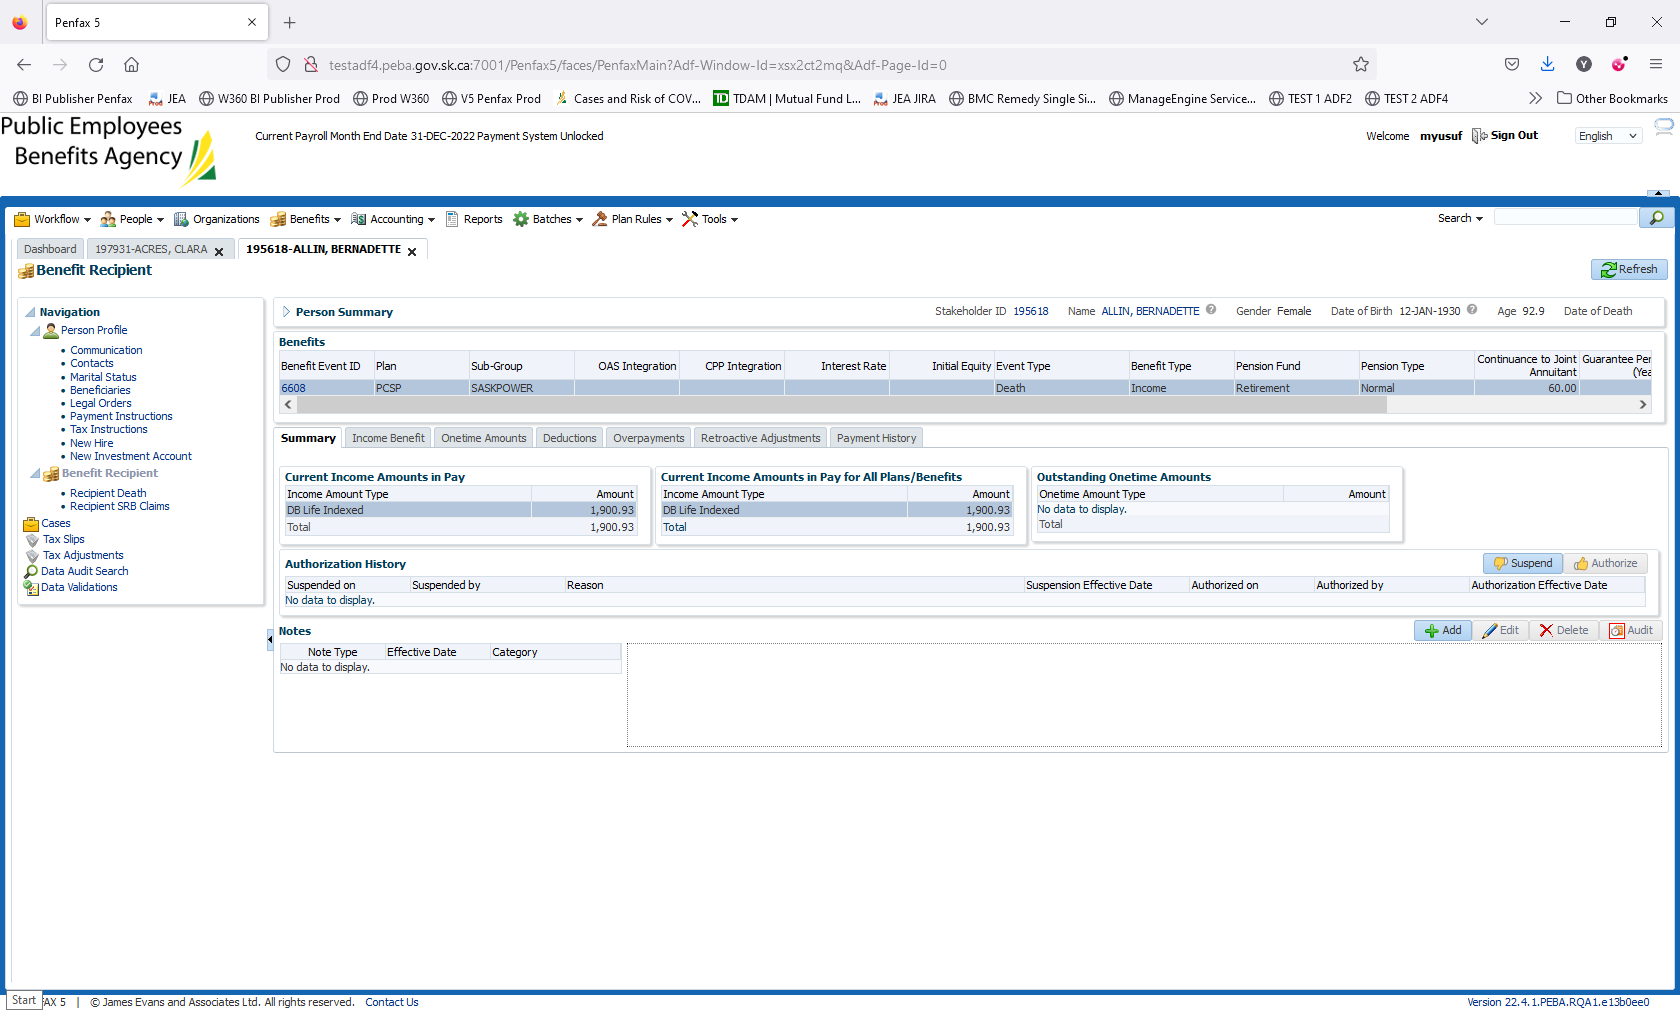 Penfax 5
testadf4.peba.gov.sk.ca:7001/Penfax5/faces/PenfaxMain?Adf-Window-Id=xsx2ct2mq&Adf-Page-Id=0
BI Publisher Penfax JEA W360 BI Publisher Prod Prod W360 V5 Penfax Prod Cases and Risk of COV... TD TDAM | Mutual Fund L... JEA JIRA BMC Remedy Single Si... ManageEngine Service... TEST 1 ADF2 TEST 2 ADF4 Other Bookmarks
Public Employees
Benefits Agency
Current Payroll Month End Date 31-DEC-2022 Payment System Unlocked
Welcome myusuf Sign Out English
Workflow People Organizations Benefits Accounting Reports Batches Plan Rules Tools Search
Dashboard 197931-ACRES, CLARA 195618-ALLIN, BERNADETTE
Benefit Recipient Refresh
Navigation
Person Profile
Communication
Contacts
Marital Status
Beneficiaries
Legal Orders
Payment Instructions
Tax Instructions
New Hire
New Investment Account
Benefit Recipient
Recipient Death
Recipient SRB Claims
Cases
Tax Slips
Tax Adjustments
Data Audit Search
Data Validations
Person Summary Stakeholder ID 195618 Name ALLIN, BERNADETTE Gender Female Date of Birth 12-JAN-1930 Age 92.9 Date of Death
Benefits
Benefit Event ID Plan Sub-Group OAS Integration CPP Integration Interest Rate Initial Equity Event Type Benefit Type Pension Fund Pension Type Continuance to Joint Annuitant Guarantee Per (Yea
6608 PCSP SASKPOWER Death Income Retirement Normal 60.00
Summary Income Benefit Onetime Amounts Deductions Overpayments Retroactive Adjustments Payment History
Current Income Amounts in Pay
Income Amount Type Amount
DB Life Indexed 1,900.93
Total 1,900.93
Current Income Amounts in Pay for All Plans/Benefits
Income Amount Type Amount
DB Life Indexed 1,900.93
Total 1,900.93
Outstanding Onetime Amounts
Onetime Amount Type Amount
No data to display.
Total
Authorization History Suspend Authorize
Suspended on Suspended by Reason Suspension Effective Date Authorized on Authorized by Authorization Effective Date
No data to display.
Notes Add Edit Delete Audit
Note Type Effective Date Category
No data to display.
Start FAX 5 | © James Evans and Associates Ltd. All rights reserved. Contact Us Version 22.4.1.PEBA.RQA1.e13b0ee0